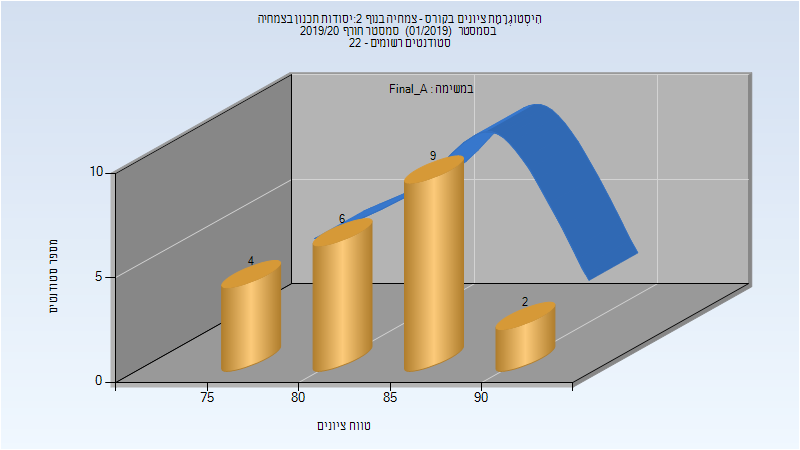 היסטוגרמת ציונים בקורס - צמחיה בנוף 2:יסודות תכנון בצמחיה
בסמסטר (01/2019) סמסטר חורף 2019/20
סטודנטים רשומים - 22
במשימה : Final_A
10
5
0
מספר סטודנטים
4
6
9
2
75
80
85
90
טווח ציונים